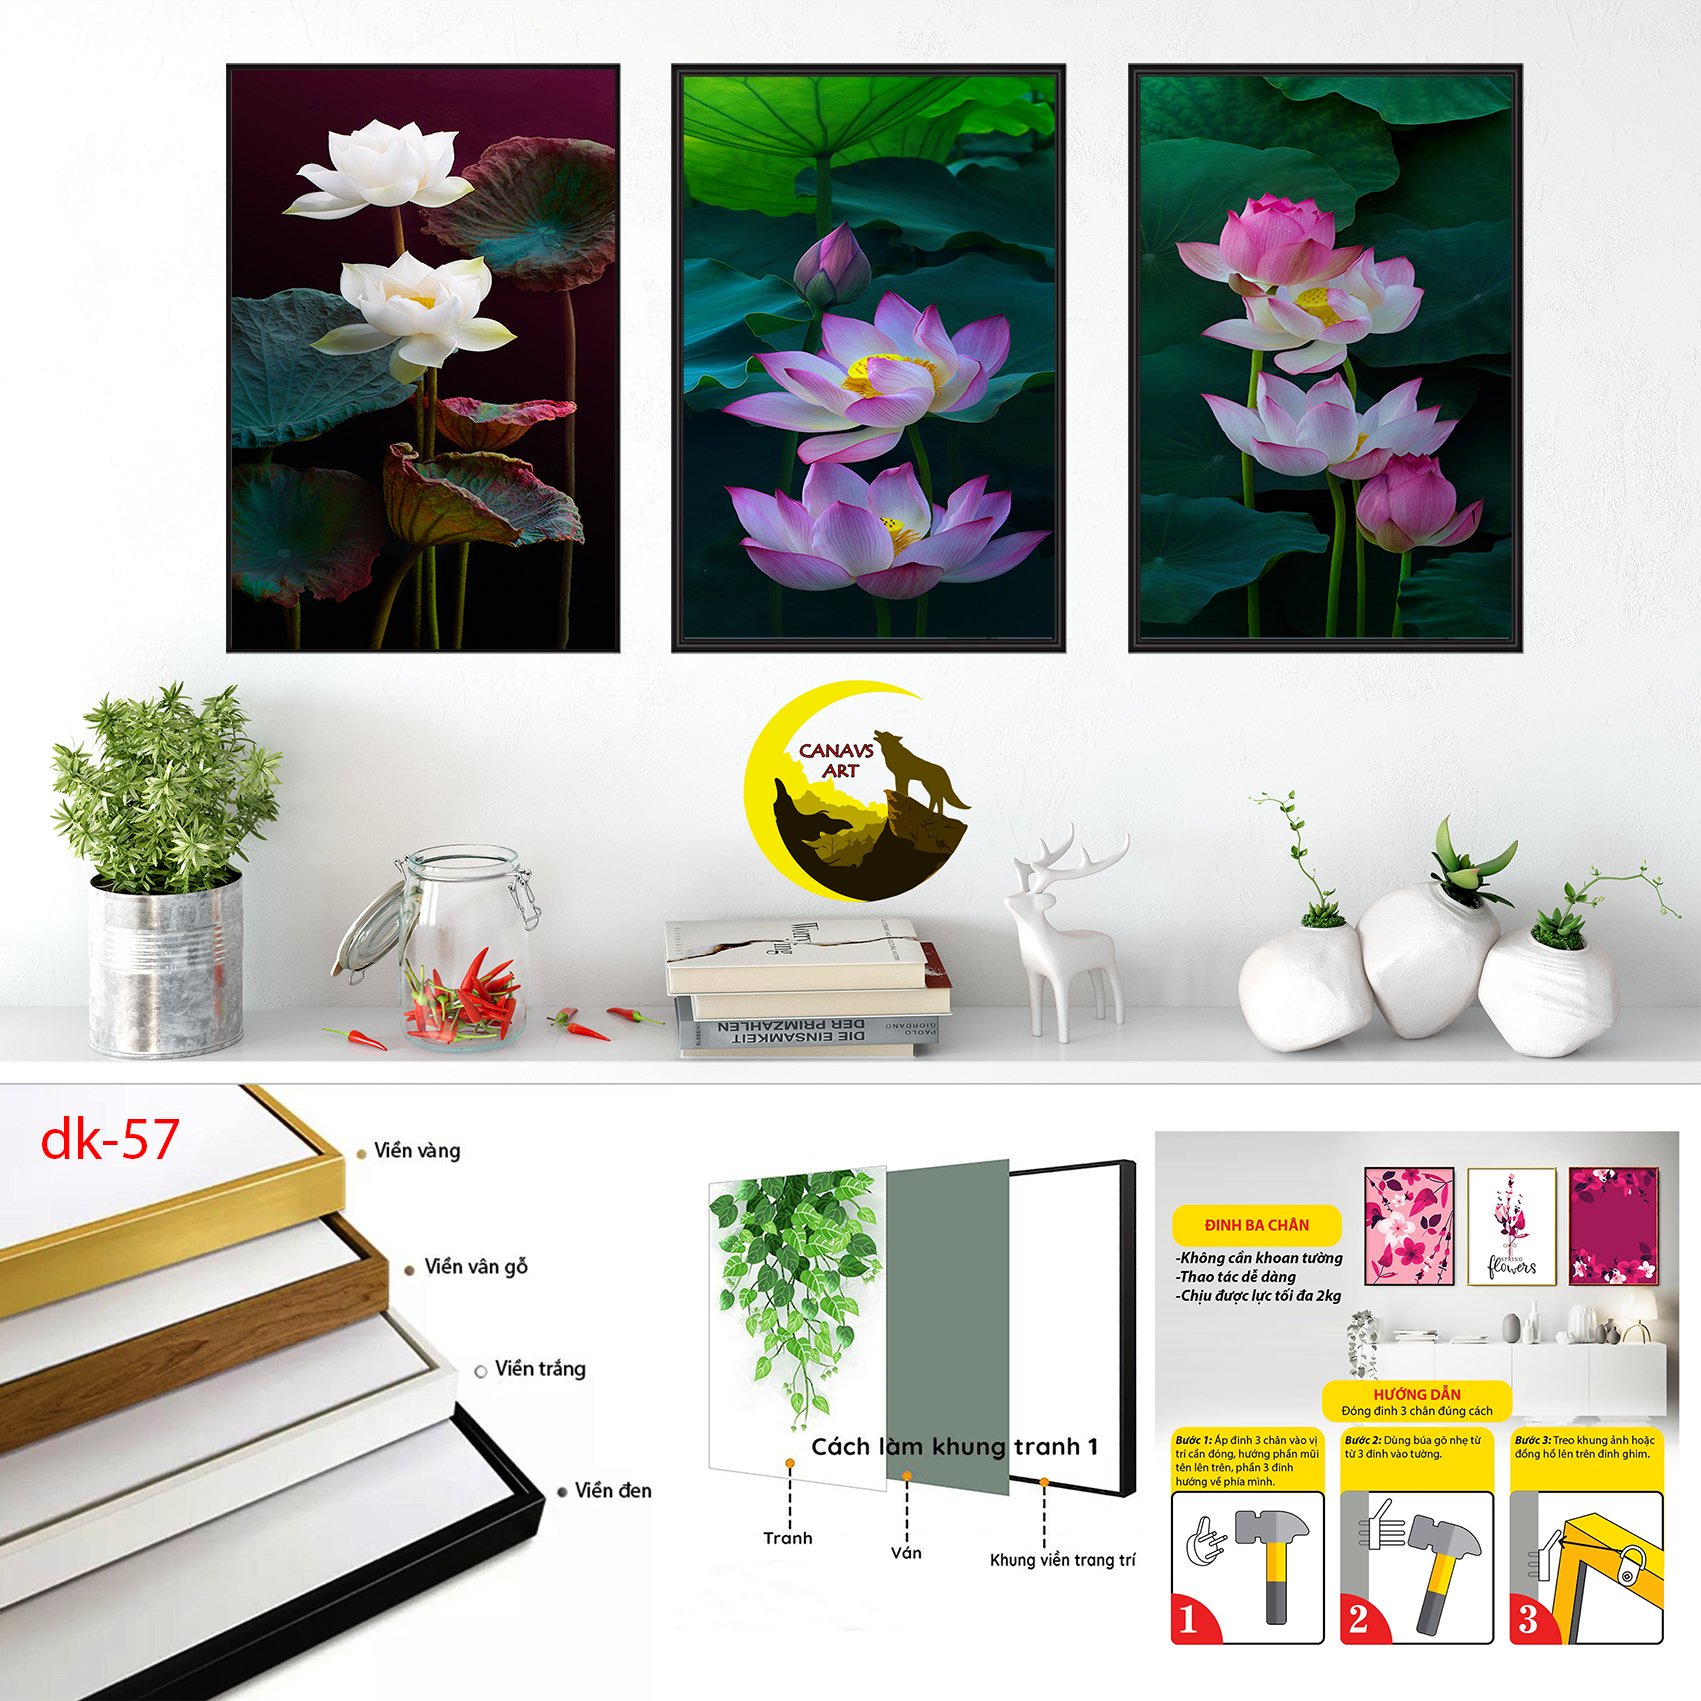 CANAVS
ART
Worrying
PAOLO
GIORDANO
DIE EINSAMKEIT
DER PRIMZAHLEN
dk-57
Viền vàng
Viền vân gỗ
Viền trắng
Viền đen
Cách làm khung tranh 1
Tranh
Ván
Khung viền trang trí
ĐINH BA CHÂN
-Không cần khoan tường
-Thao tác dễ dàng
-Chịu được lực tối đa 2kg
SPRING
flowers
HƯỚNG DẪN
Đóng đinh 3 chân đúng cách
Bước 1: Áp đinh 3 chân vào vị
trí cần đóng, hướng phần mũi
tên lên trên, phần 3 đinh
hướng về phía mình.
1
Bước 2: Dùng búa gõ nhẹ từ
từ 3 đinh vào tường.
2
Bước 3: Treo khung ảnh hoặc
đồng hồ lên trên đinh ghim.
3